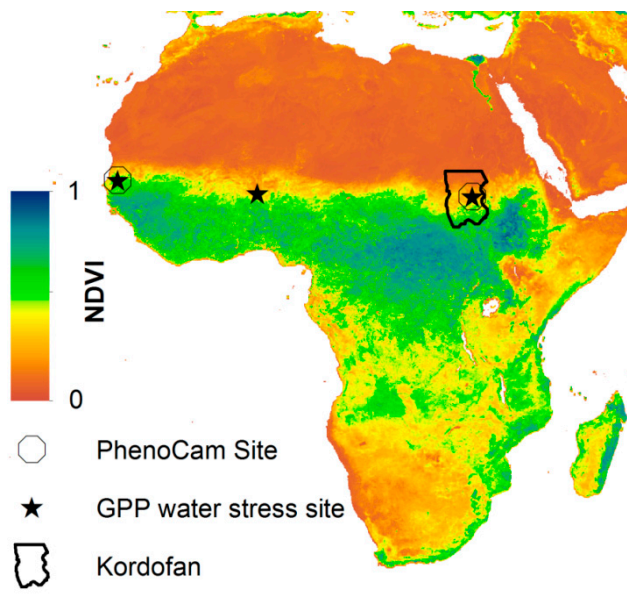 1
NDVI
0
PhenoCam Site
GPP water stress site
Kordofan